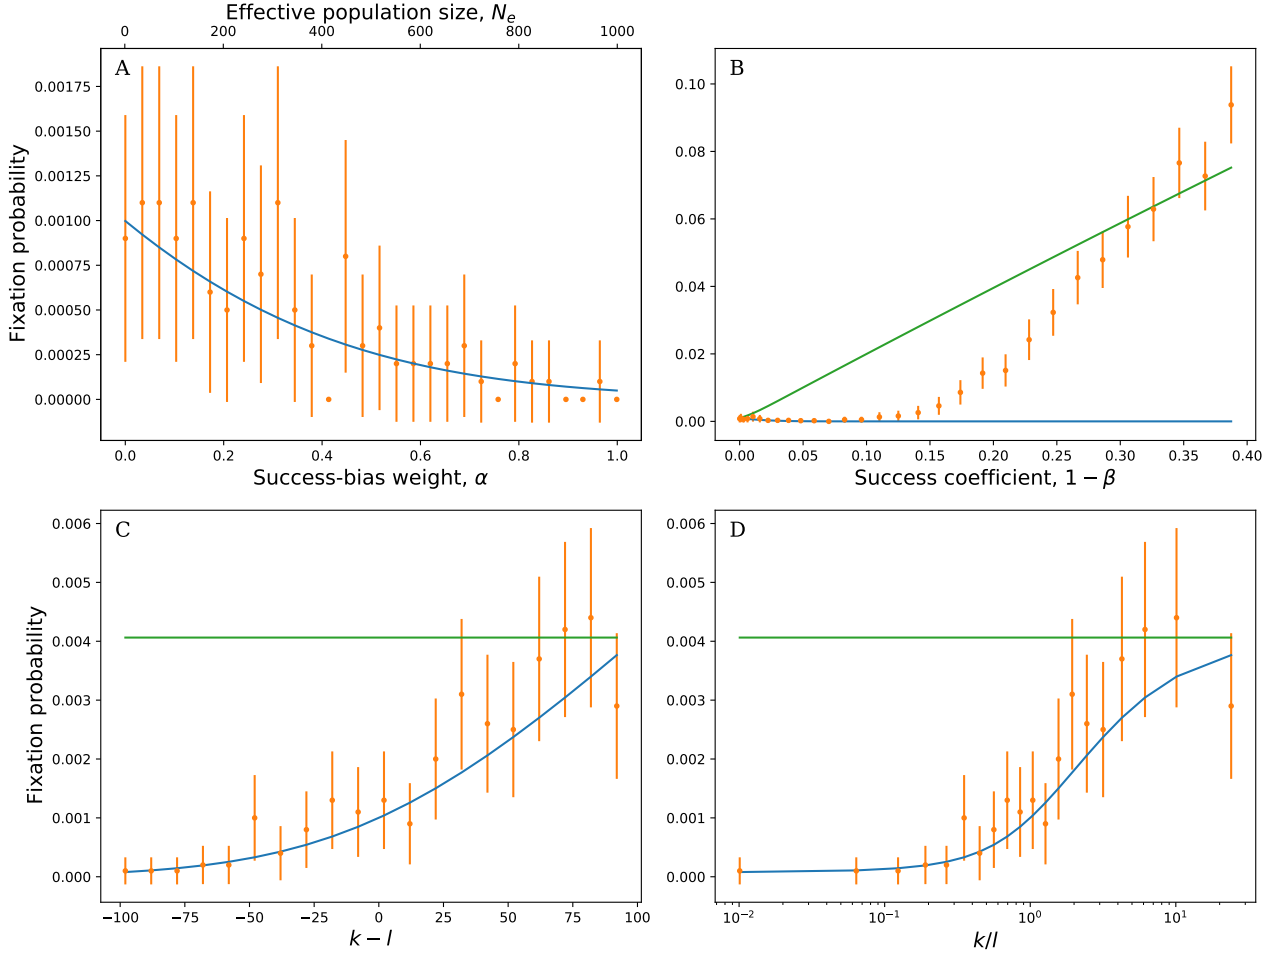 Effective population size, Nₑ
0 200 400 600 800 1000
A
Fixation probability
0.00175
0.00150
0.00125
0.00100
0.00075
0.00050
0.00025
0.00000
0.0 0.2 0.4 0.6 0.8 1.0
Success-bias weight, α
B
0.10
0.08
0.06
0.04
0.02
0.00
0.00 0.05 0.10 0.15 0.20 0.25 0.30 0.35 0.40
Success coefficient, 1 − β
C
Fixation probability
0.006
0.005
0.004
0.003
0.002
0.001
0.000
−100 −75 −50 −25 0 25 50 75 100
k − l
D
0.006
0.005
0.004
0.003
0.002
0.001
0.000
10⁻² 10⁻¹ 10⁰ 10¹
k/l